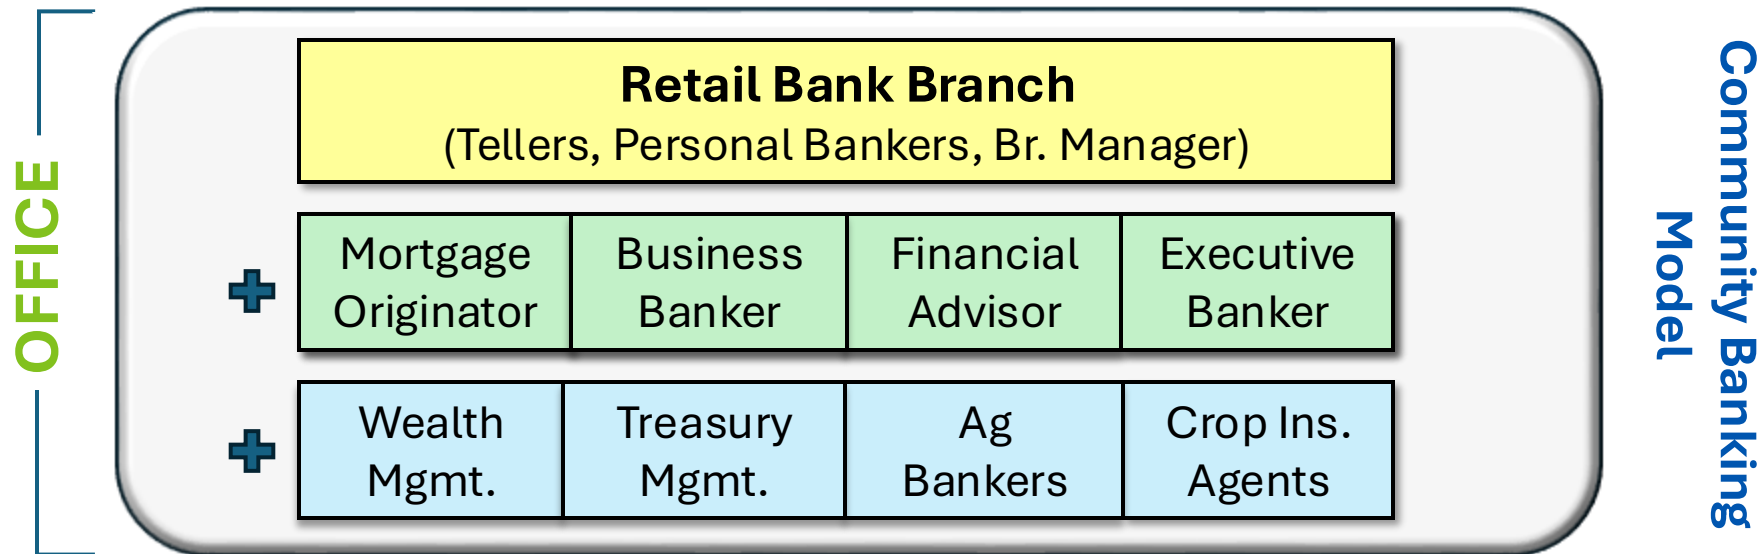 OFFICE
Retail Bank Branch
(Tellers, Personal Bankers, Br. Manager)
Mortgage
Originator
Business
Banker
Financial
Advisor
Executive
Banker
Wealth
Mgmt.
Treasury
Mgmt.
Ag
Bankers
Crop Ins.
Agents
Community Banking
Model